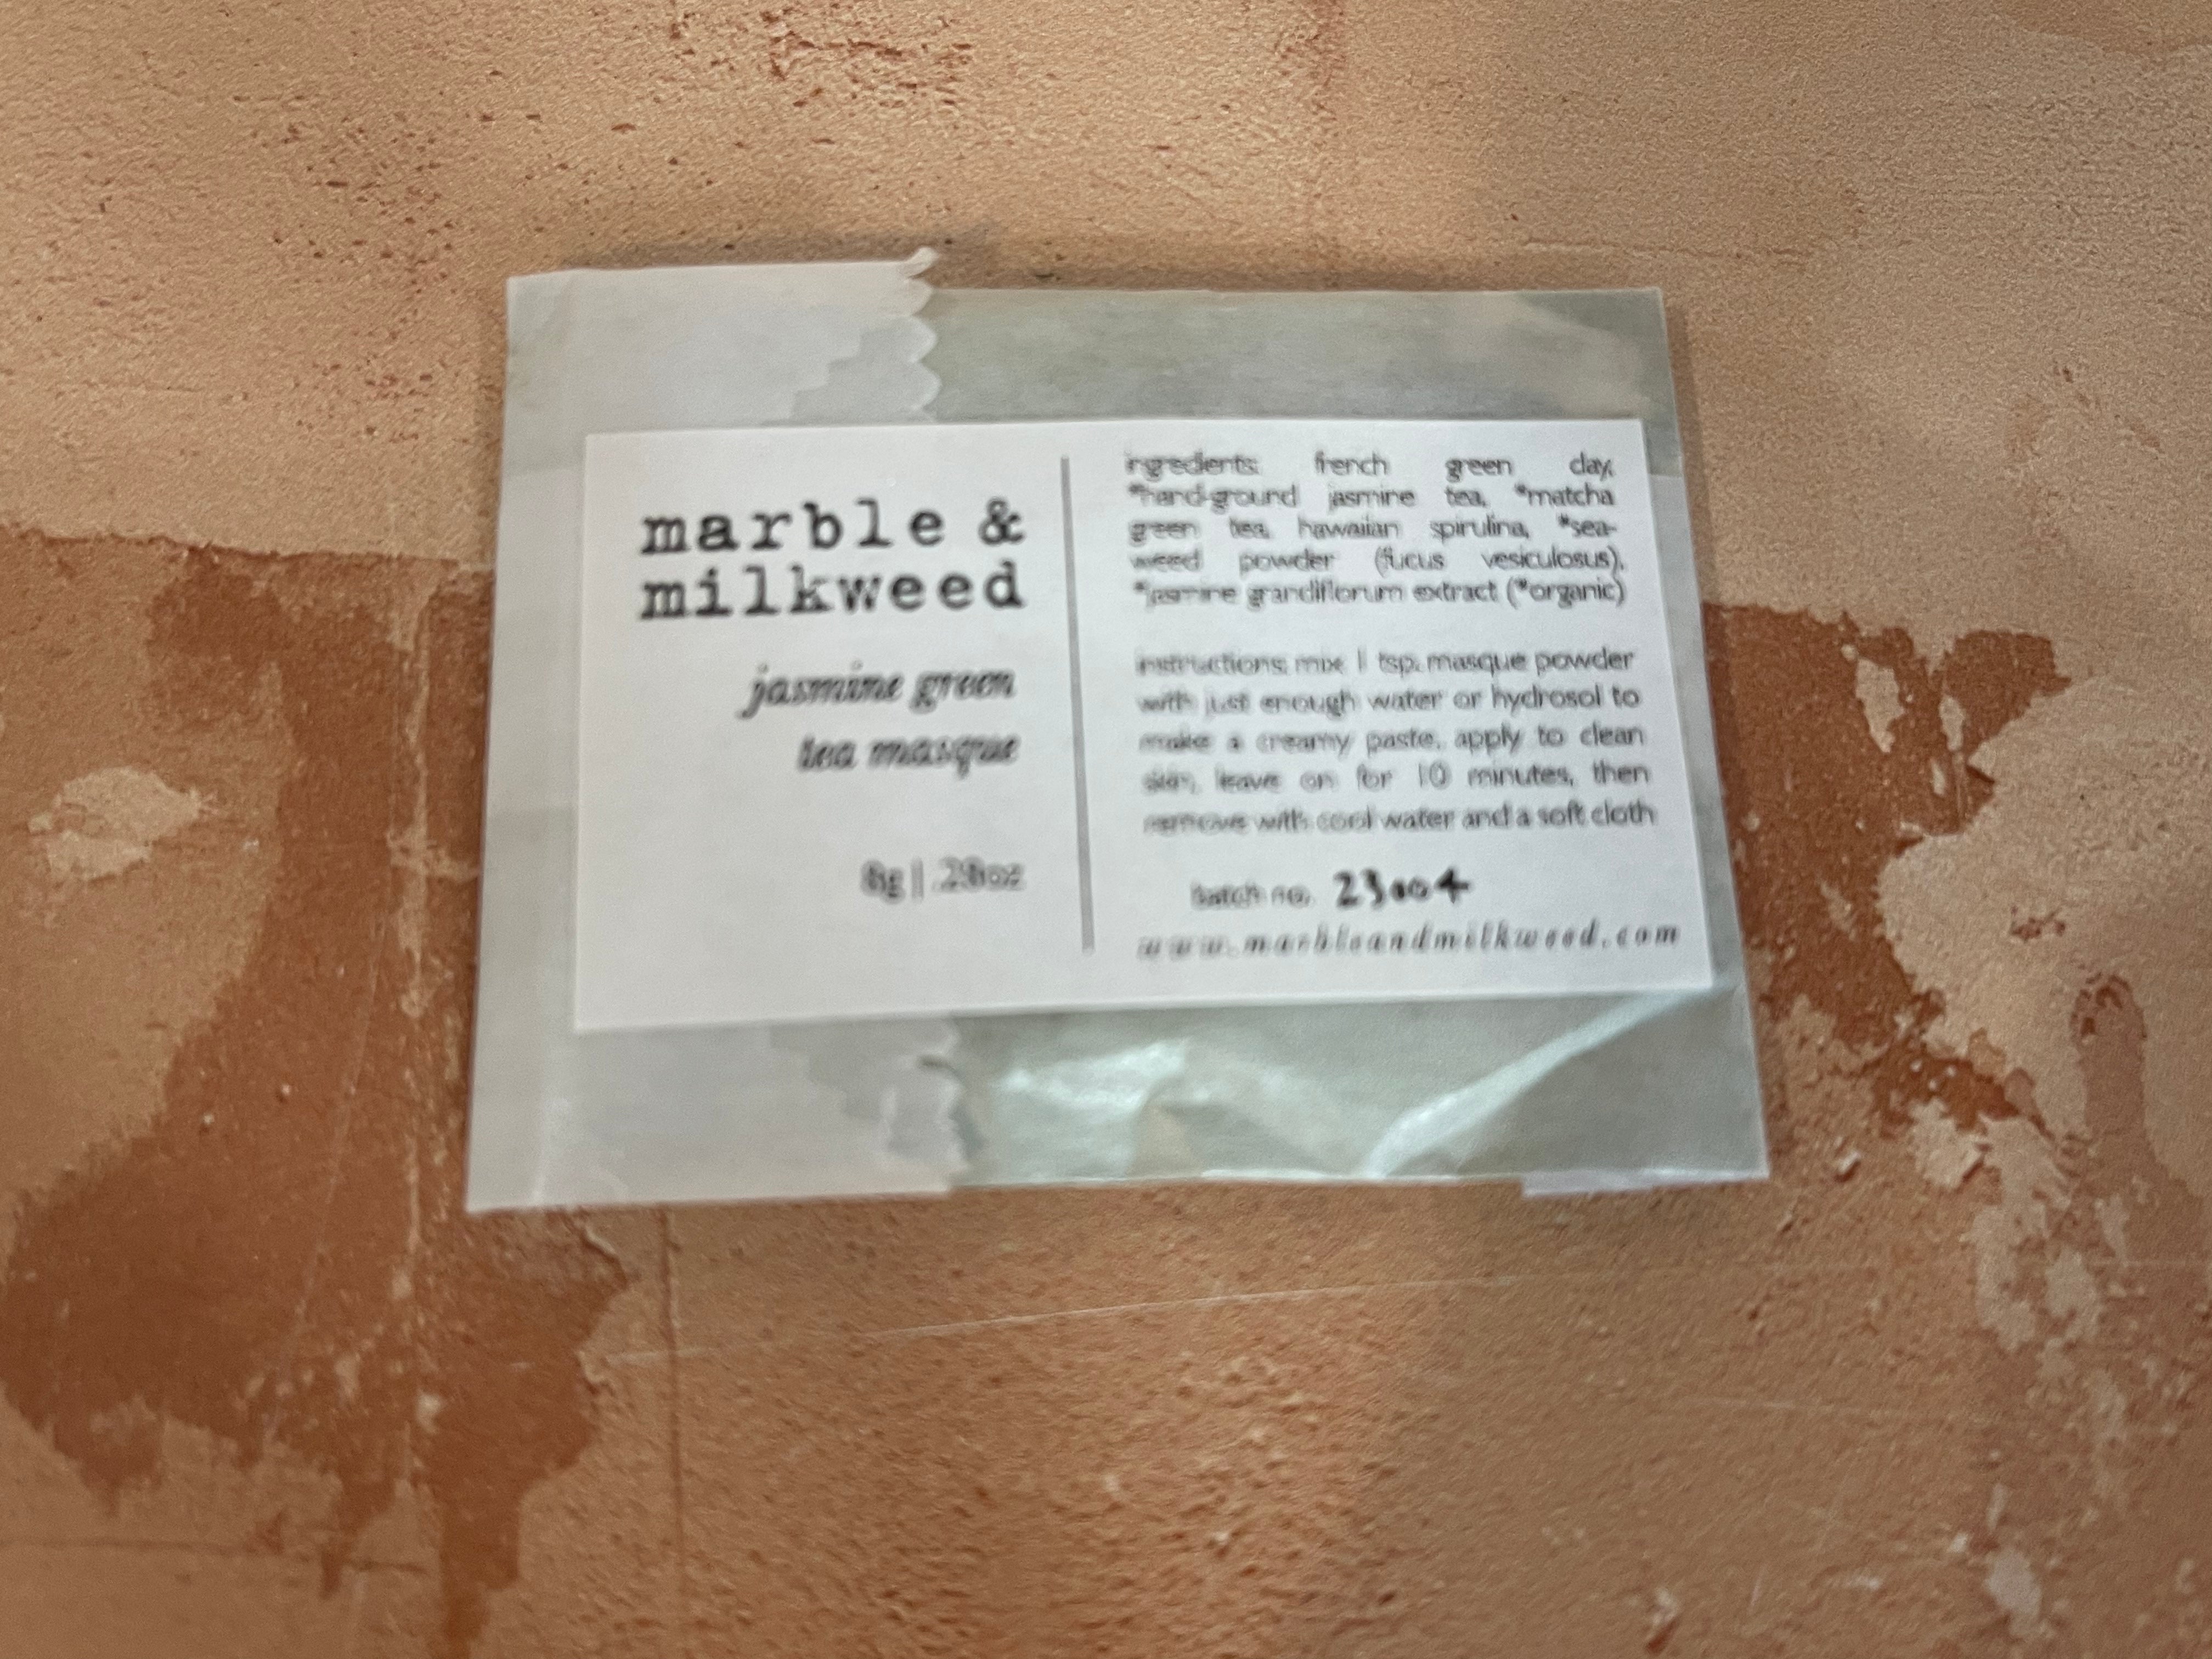 marble &
milkweed
jasmine green
tea masque
8g | .28oz
ingredients: french green clay,
*hand-ground jasmine tea, *matcha
green tea, hawaiian spirulina, *sea-
weed powder (fucus vesiculosus),
*jasmine grandiflorum extract (*organic)
instructions: mix 1 tsp. masque powder
with just enough water or hydrosol to
make a creamy paste, apply to clean
skin, leave on for 10 minutes, then
remove with cool water and a soft cloth
batch no.
www.marbleandmilkweed.com